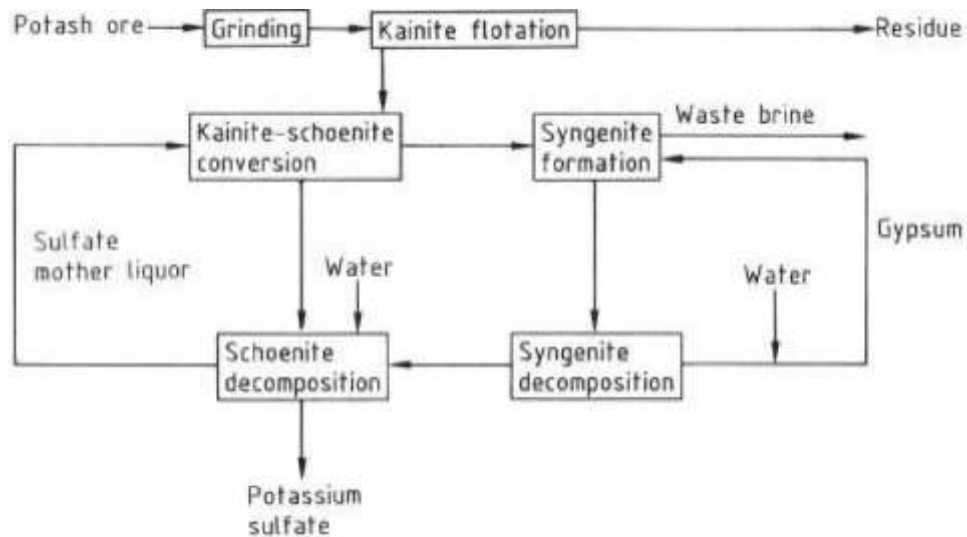 Potash ore
Grinding
Kainite flotation
Residue
Kainite-schoenite
conversion
Syngenite
formation
Waste brine
Sulfate
mother liquor
Water
Gypsum
Water
Schoenite
decomposition
Syngenite
decomposition
Potassium
sulfate